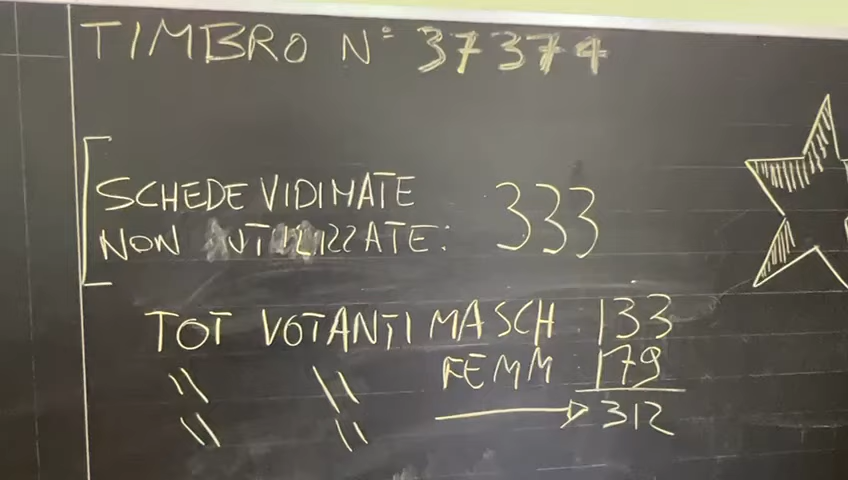 TIMBRO N° 37374
SCHEDE VIDIMATE
NON UTILIZZATE: 333
TOT VOTANTI MASCH 133
\\ \\ FEMM 179
\\ \\ → 312